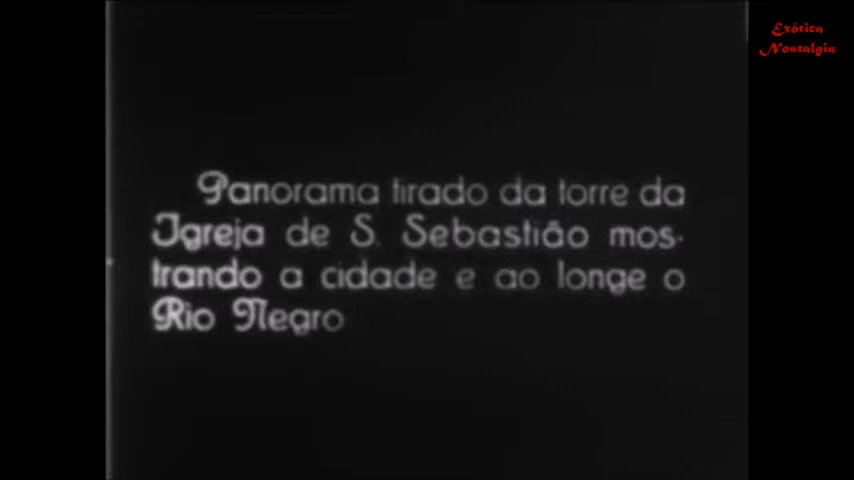 Exótica
Nostalgia
Panorama tirado da torre da
Igreja de S. Sebastião mos-
trando a cidade e ao longe o
Rio Negro